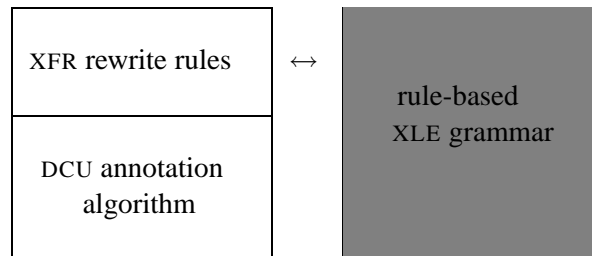 XFR rewrite rules
↔
rule-based
XLE grammar
DCU annotation
algorithm